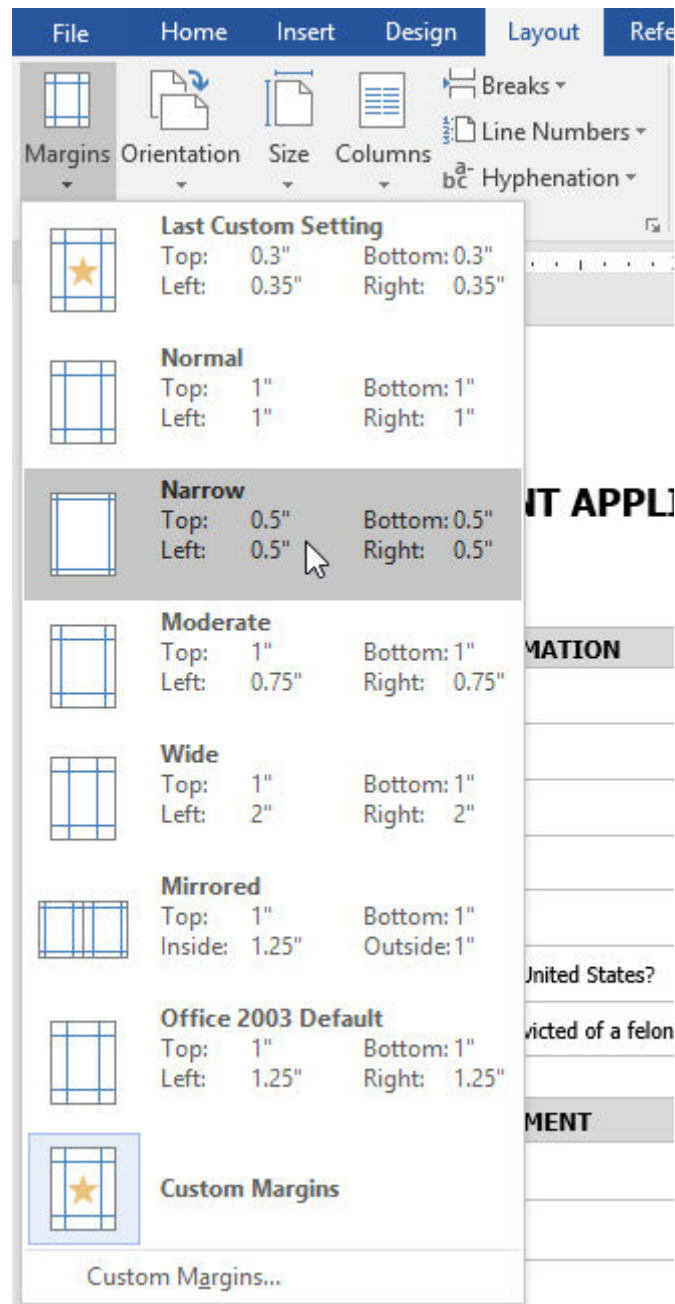 File Home Insert Design Layout Refe
Breaks
Line Numbers
Margins Orientation Size Columns
Hyphenation
Last Custom Setting
Top: 0.3" Bottom: 0.3"
Left: 0.35" Right: 0.35"
Normal
Top: 1" Bottom: 1"
Left: 1" Right: 1"
Narrow
Top: 0.5" Bottom: 0.5"
Left: 0.5" Right: 0.5"
NT APPLI
Moderate
Top: 1" Bottom: 1"
Left: 0.75" Right: 0.75"
MATION
Wide
Top: 1" Bottom: 1"
Left: 2" Right: 2"
Mirrored
Top: 1" Bottom: 1"
Inside: 1.25" Outside: 1"
United States?
Office 2003 Default
Top: 1" Bottom: 1"
Left: 1.25" Right: 1.25"
victed of a felon
MENT
Custom Margins
Custom Margins...